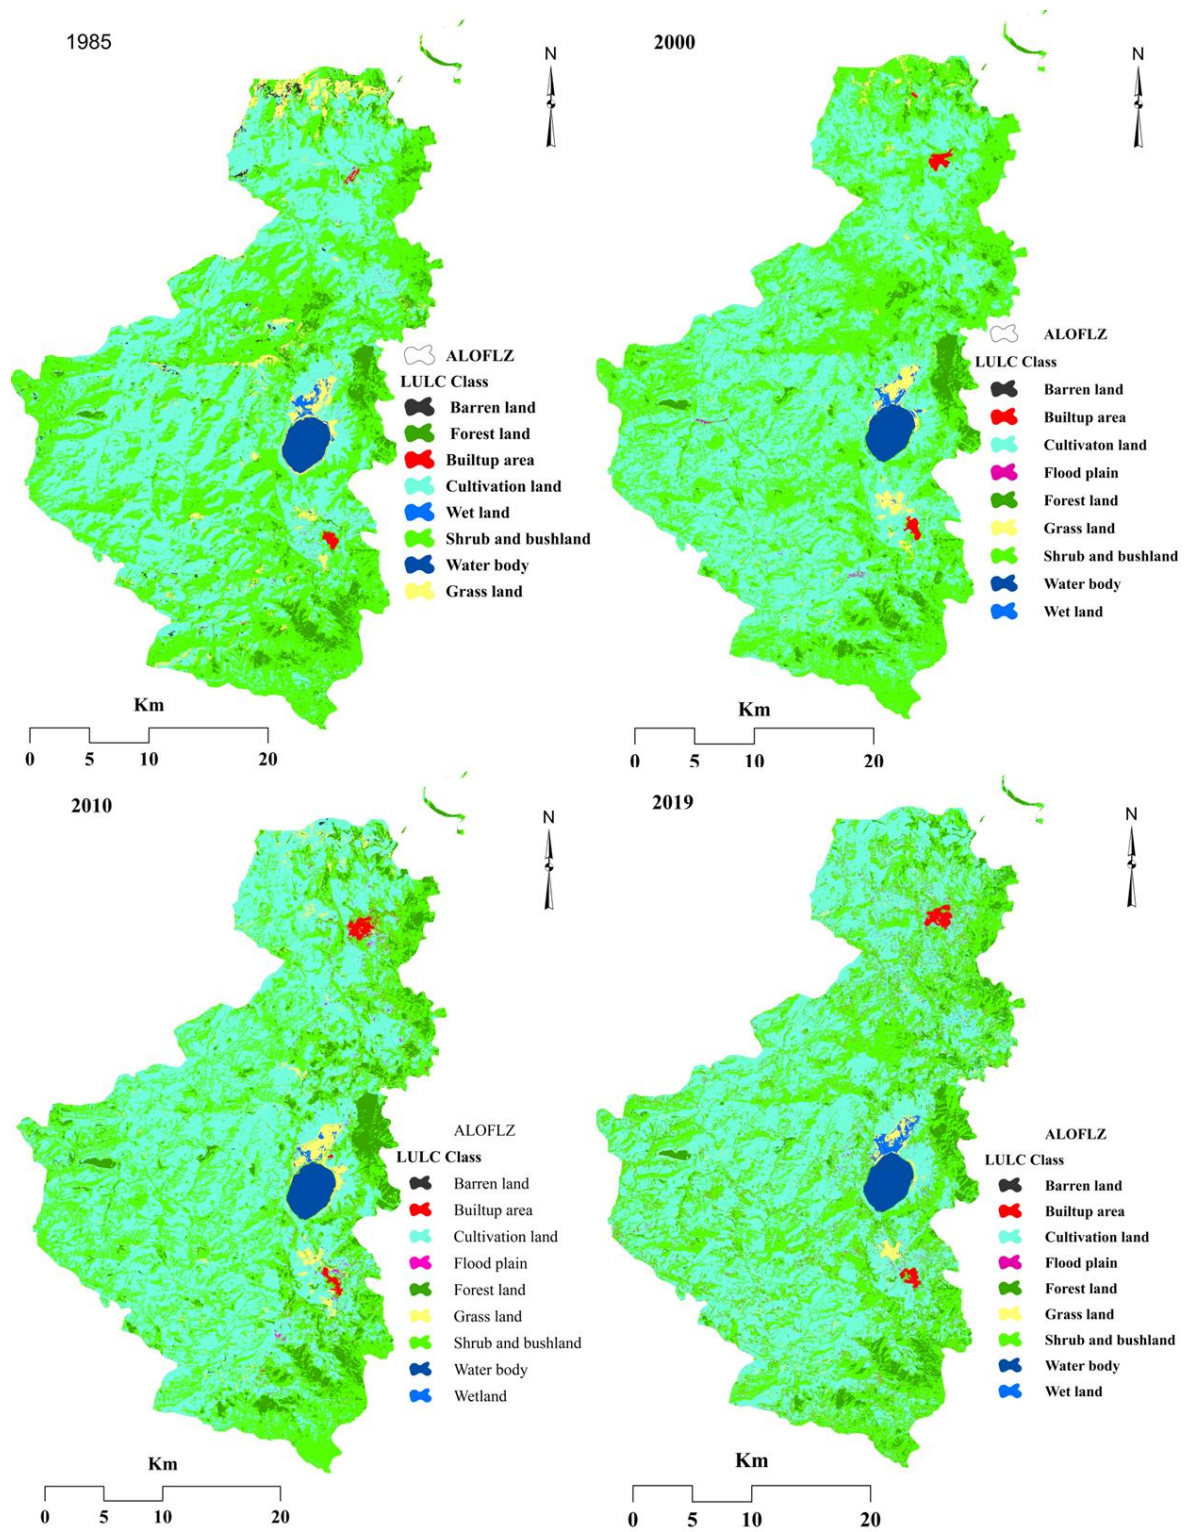 1985
N
ALOFLZ
LULC Class
Barren land
Forest land
Builtup area
Cultivation land
Wet land
Shrub and bushland
Water body
Grass land
Km
0 5 10 20
2000
N
ALOFLZ
LULC Class
Barren land
Builtup area
Cultivaton land
Flood plain
Forest land
Grass land
Shrub and bushland
Water body
Wet land
Km
0 5 10 20
2010
N
ALOFLZ
LULC Class
Barren land
Builtup area
Cultivation land
Flood plain
Forest land
Grass land
Shrub and bushland
Water body
Wetland
Km
0 5 10 20
2019
N
ALOFLZ
LULC Class
Barren land
Builtup area
Cultivation land
Flood plain
Forest land
Grass land
Shrub and bushland
Water body
Wet land
Km
0 5 10 20